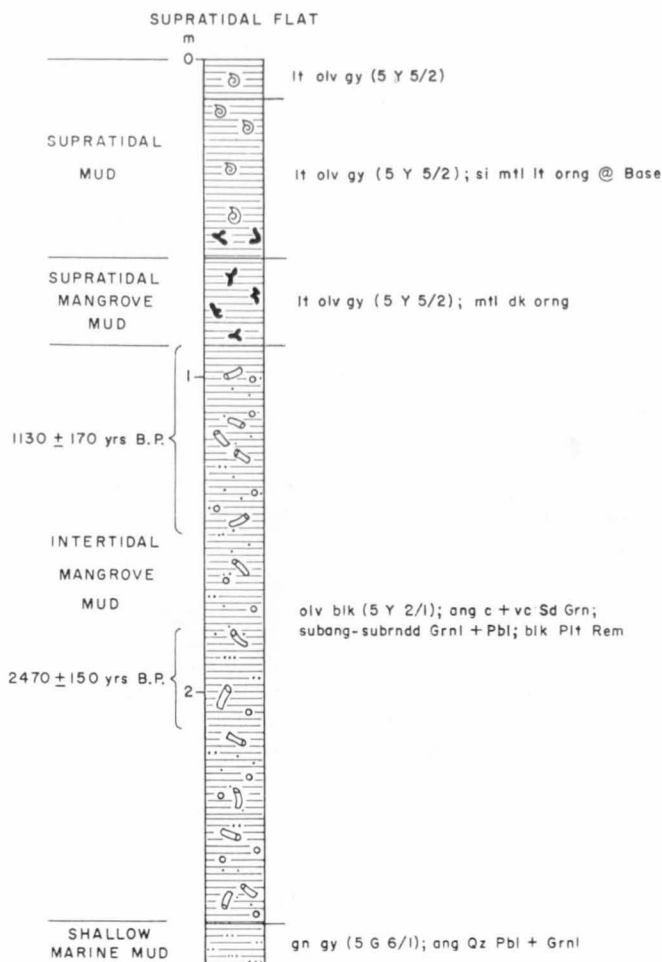 SUPRATIDAL FLAT
m
0
lt olv gy (5 Y 5/2)
SUPRATIDAL
MUD
lt olv gy (5 Y 5/2); si mtl lt orng @ Base
SUPRATIDAL
MANGROVE
MUD
lt olv gy (5 Y 5/2); mtl dk orng
1
1130 ± 170 yrs B.P.
INTERTIDAL
MANGROVE
MUD
olv blk (5 Y 2/1); ang c + vc Sd Grn;
subang-subrndd Grnl + Pbl; blk Plt Rem
2470 ± 150 yrs B.P.
2
SHALLOW
MARINE MUD
gn gy (5 G 6/1); ang Qz Pbl + Grnl